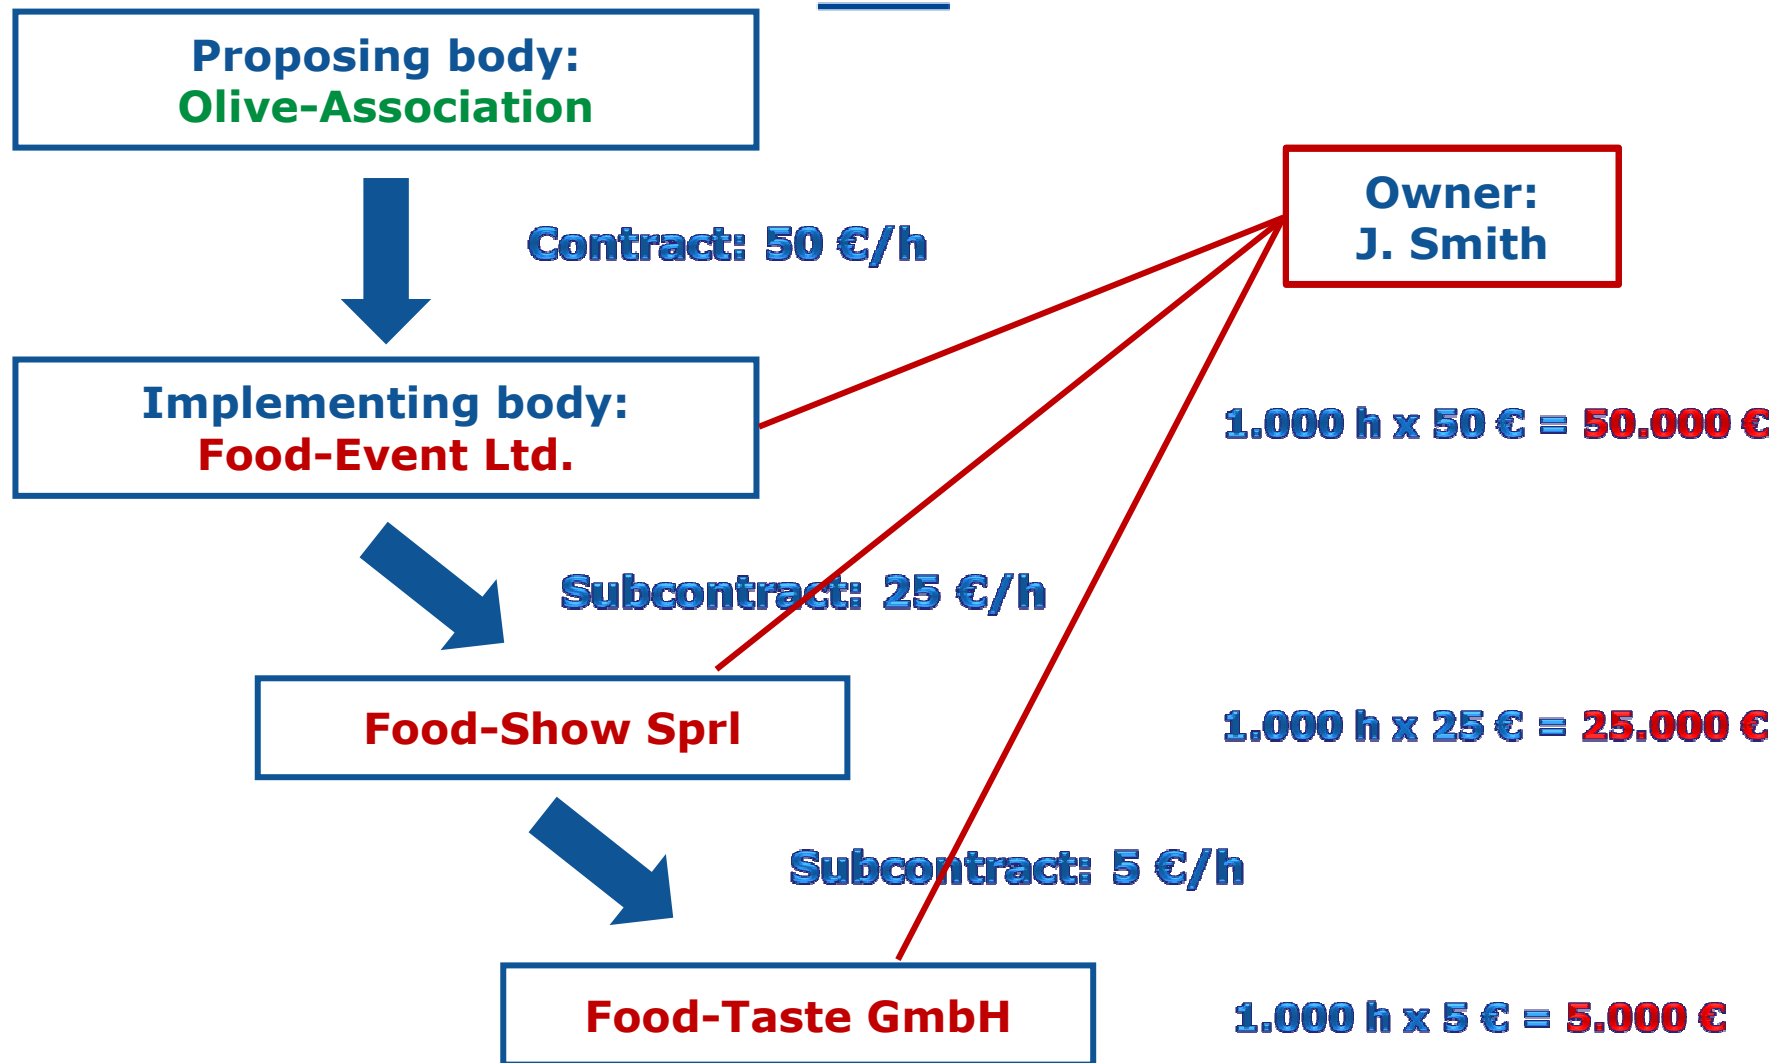 Proposing body:
Olive-Association
Contract: 50 €/h
Owner:
J. Smith
Implementing body:
Food-Event Ltd.
1.000 h x 50 € = 50.000 €
Subcontract: 25 €/h
Food-Show Sprl
1.000 h x 25 € = 25.000 €
Subcontract: 5 €/h
Food-Taste GmbH
1.000 h x 5 € = 5.000 €